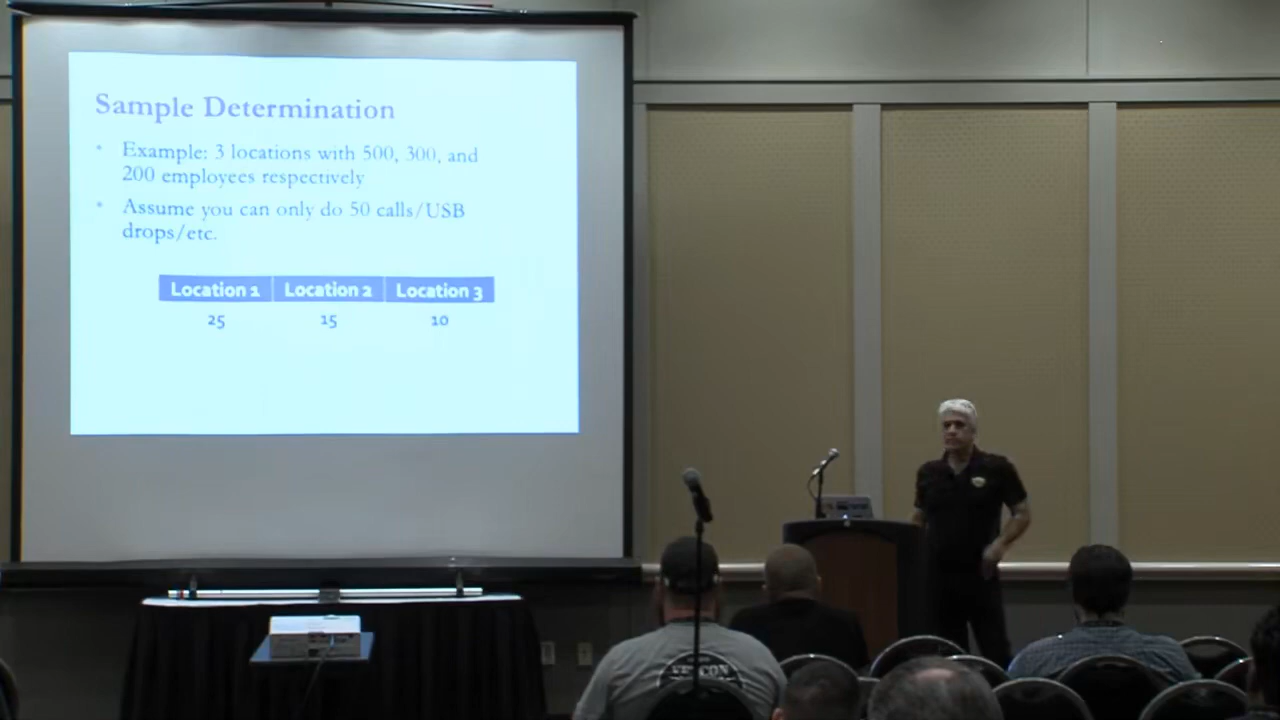 Sample Determination
• Example: 3 locations with 500, 300, and
200 employees respectively
• Assume you can only do 50 calls/USB
drops/etc.
Location 1 Location 2 Location 3
25 15 10